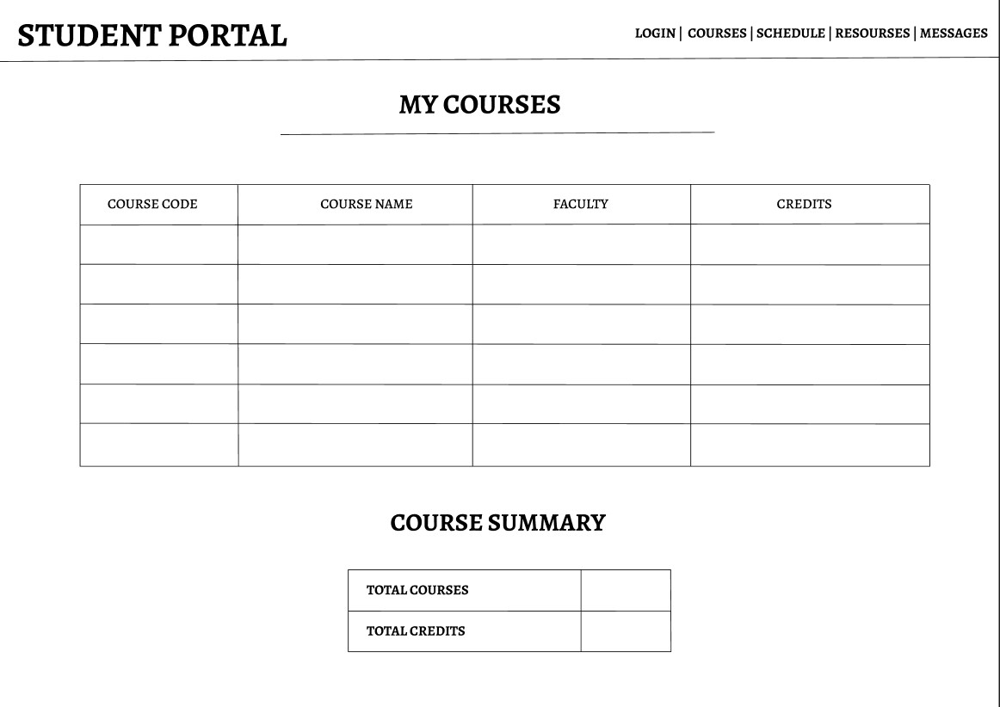 STUDENT PORTAL
LOGIN | COURSES | SCHEDULE | RESOURSES | MESSAGES
MY COURSES
COURSE CODE COURSE NAME FACULTY CREDITS
COURSE SUMMARY
TOTAL COURSES
TOTAL CREDITS